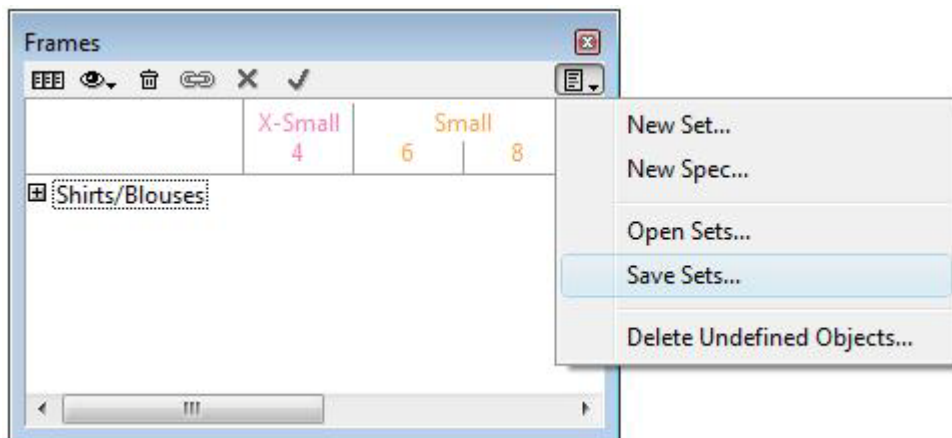 Frames
X-Small
Small
4
6
8
Shirts/Blouses
New Set...
New Spec...
Open Sets...
Save Sets...
Delete Undefined Objects...